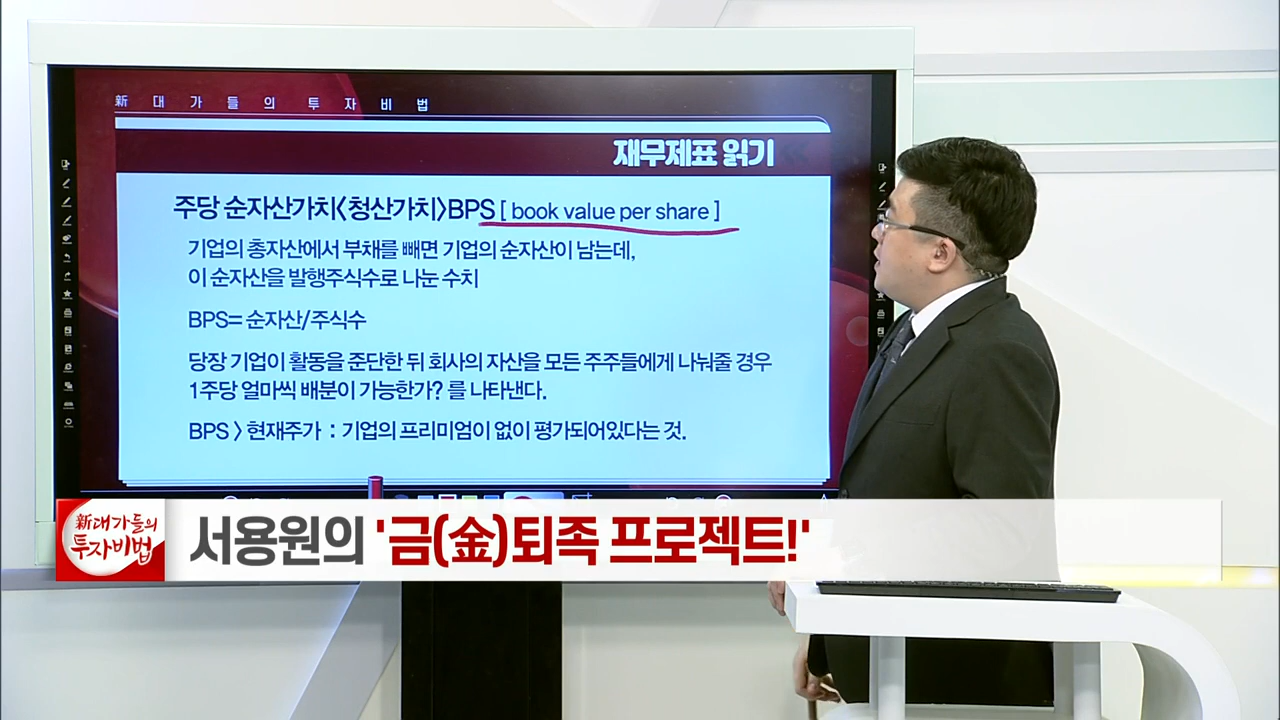 新 대 가 들 의 투 자 비 법
재무제표 읽기
주당 순자산가치<청산가치>BPS [ book value per share ]
기업의 총자산에서 부채를 빼면 기업의 순자산이 남는데,
이 순자산을 발행주식수로 나눈 수치
BPS= 순자산/주식수
당장 기업이 활동을 준단한 뒤 회사의 자산을 모든 주주들에게 나눠줄 경우
1주당 얼마씩 배분이 가능한가? 를 나타낸다.
BPS > 현재주가 : 기업의 프리미엄이 없이 평가되어있다는 것.
新대가들의
투자비법
서용원의 '금(金)퇴족 프로젝트!'